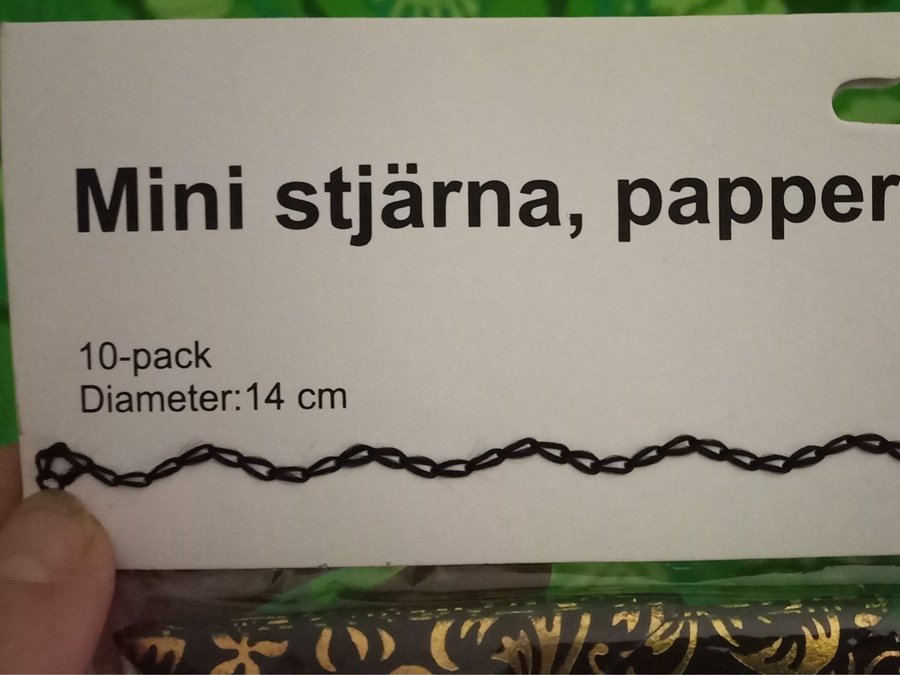 Mini stjärna, papper
10-pack
Diameter:14 cm